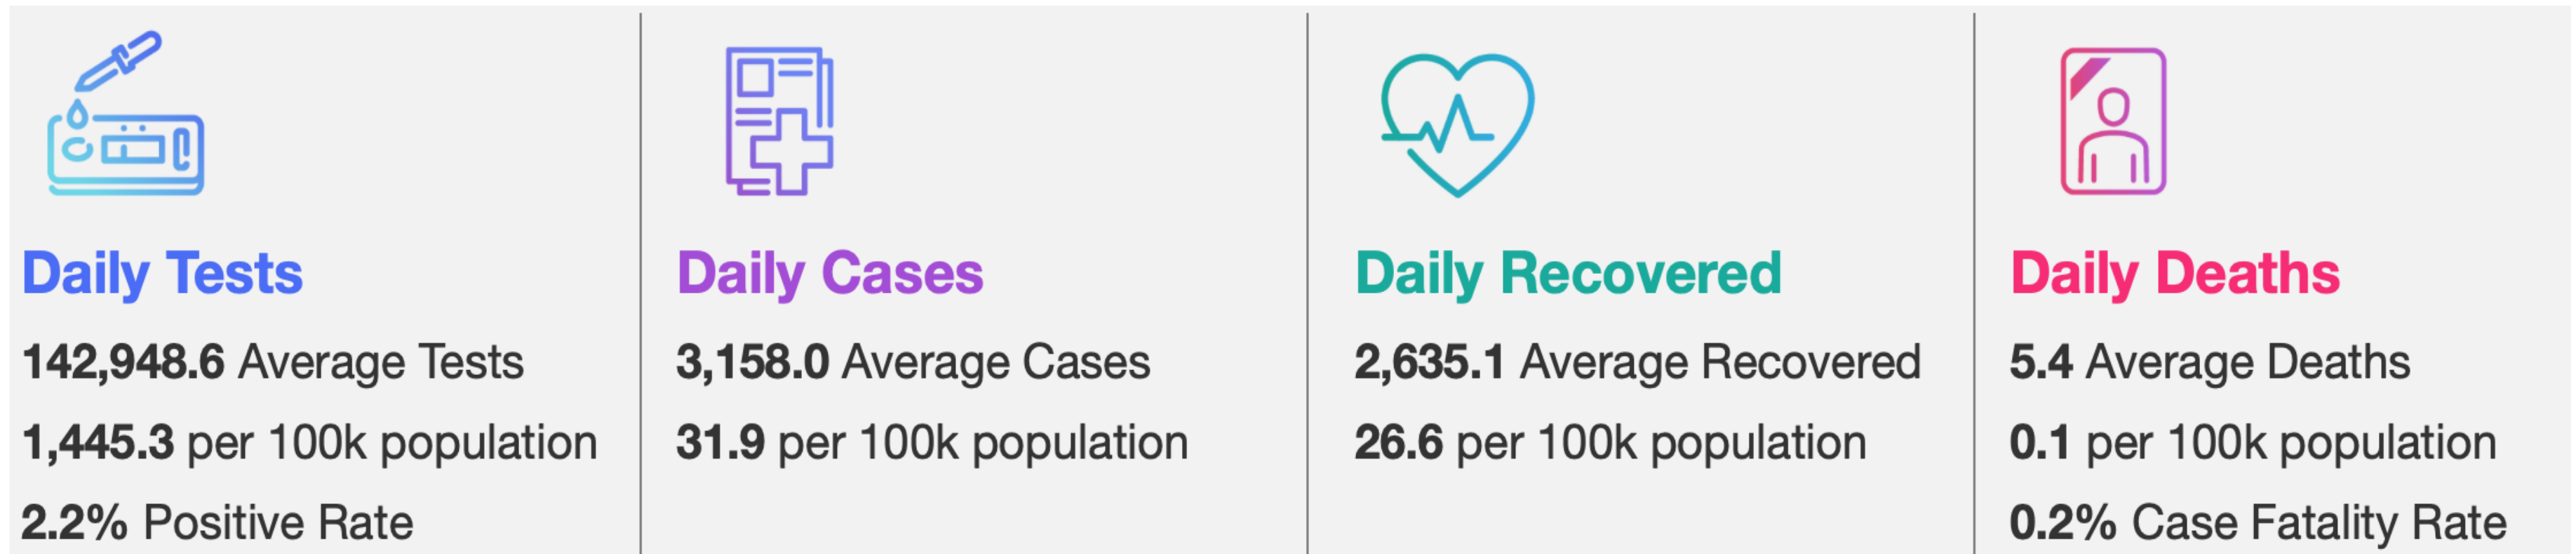 Daily Tests
142,948.6 Average Tests
1,445.3 per 100k population
2.2% Positive Rate
Daily Cases
3,158.0 Average Cases
31.9 per 100k population
Daily Recovered
2,635.1 Average Recovered
26.6 per 100k population
Daily Deaths
5.4 Average Deaths
0.1 per 100k population
0.2% Case Fatality Rate